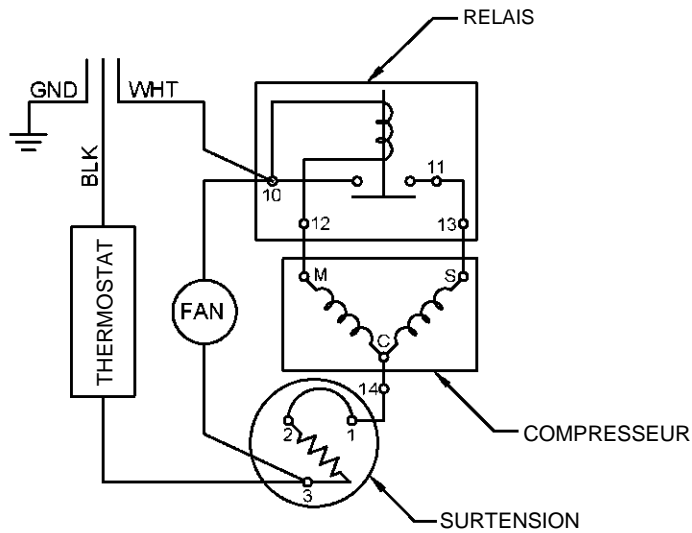 RELAIS
GND
WHT
BLK
10
11
12
13
THERMOSTAT
FAN
M
S
C
14
2
1
3
COMPRESSEUR
SURTENSION